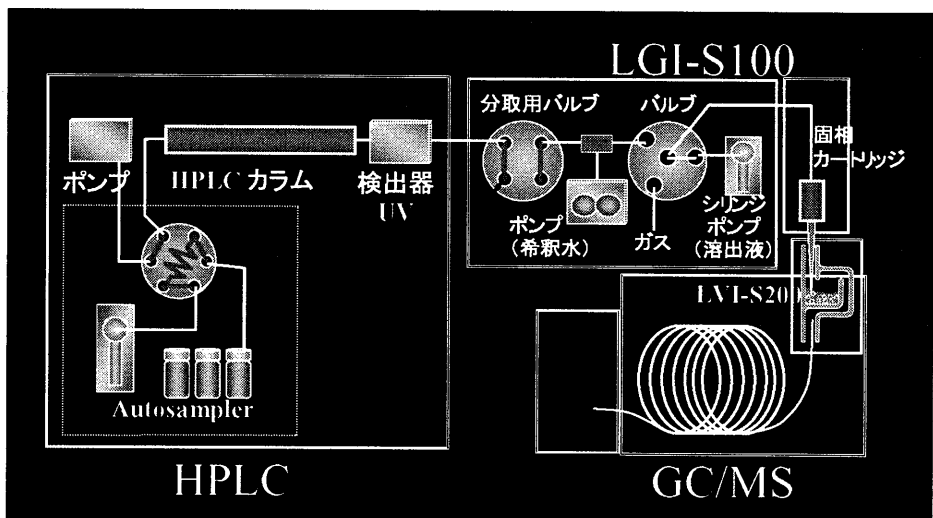 LGI-S100
分取用バルブ
バルブ
固相
カートリッジ
ポンプ
HPLC カラム
検出器
UV
ポンプ
(希釈水)
ガス
シリンジ
ポンプ
(溶出液)
LVI-S200
Autosampler
HPLC
GC/MS